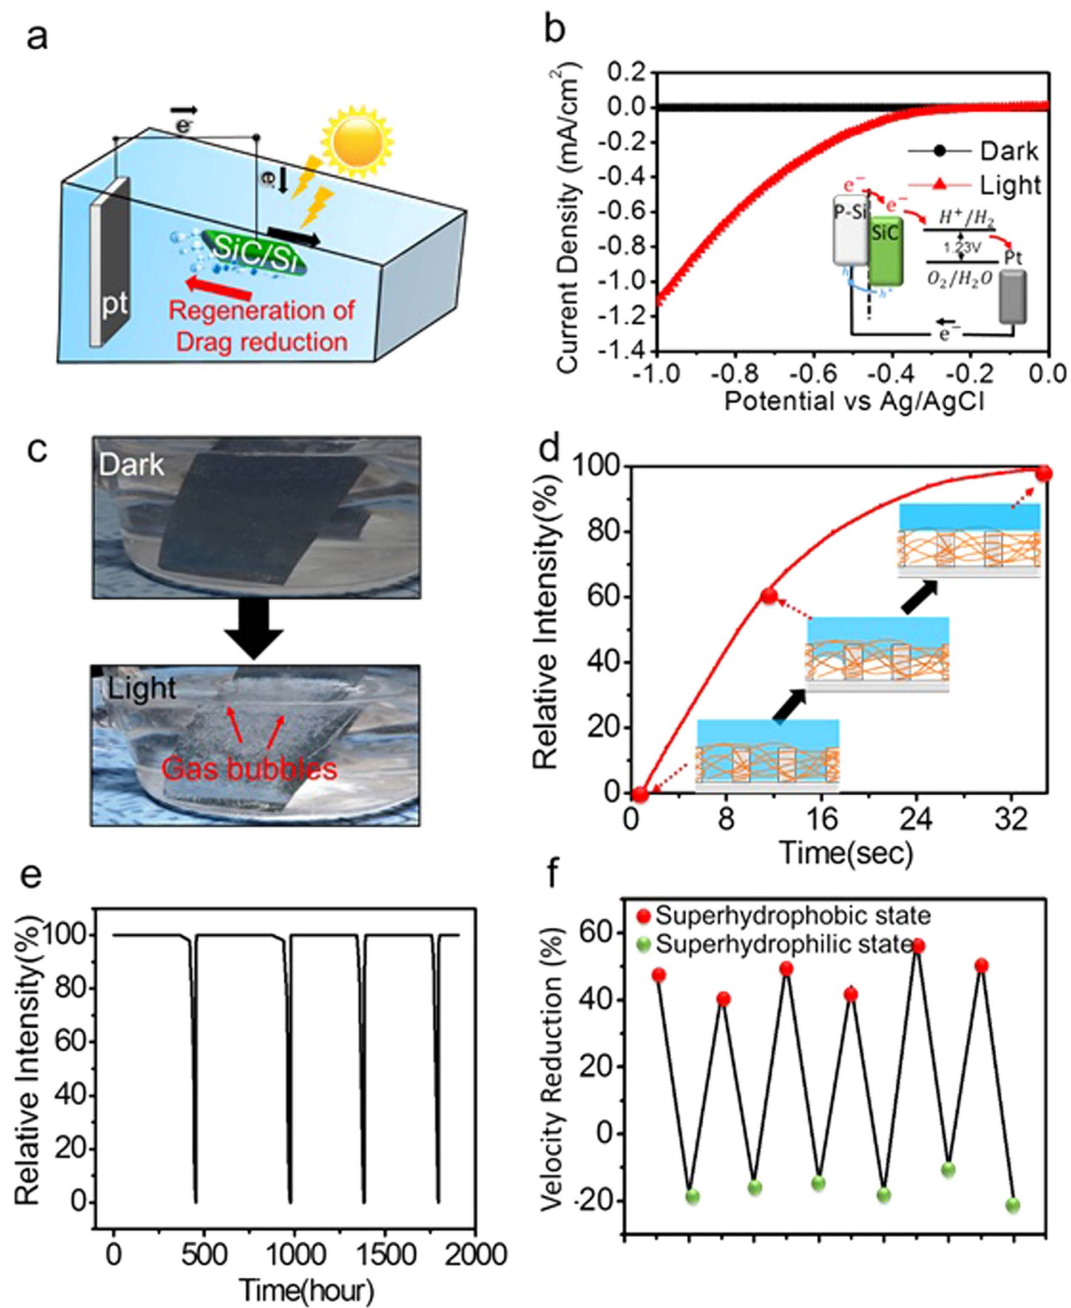 a
e-
e-
SiC/Si
pt
Regeneration of
Drag reduction
b
Current Density (mA/cm²)
0.2
0.0
-0.2
-0.4
-0.6
-0.8
-1.0
-1.2
-1.4
-1.0
-0.8
-0.6
-0.4
-0.2
0.0
Potential vs Ag/AgCl
Dark
Light
e⁻
e⁻
P-Si
SiC
H⁺/H₂
1.23V
O₂/H₂O
Pt
h⁺
e⁻
c
Dark
Light
Gas bubbles
d
Relative Intensity(%)
100
80
60
40
20
0
0
8
16
24
32
Time(sec)
e
Relative Intensity(%)
100
80
60
40
20
0
0
500
1000
1500
2000
Time(hour)
f
Velocity Reduction (%)
60
40
20
0
-20
Superhydrophobic state
Superhydrophilic state